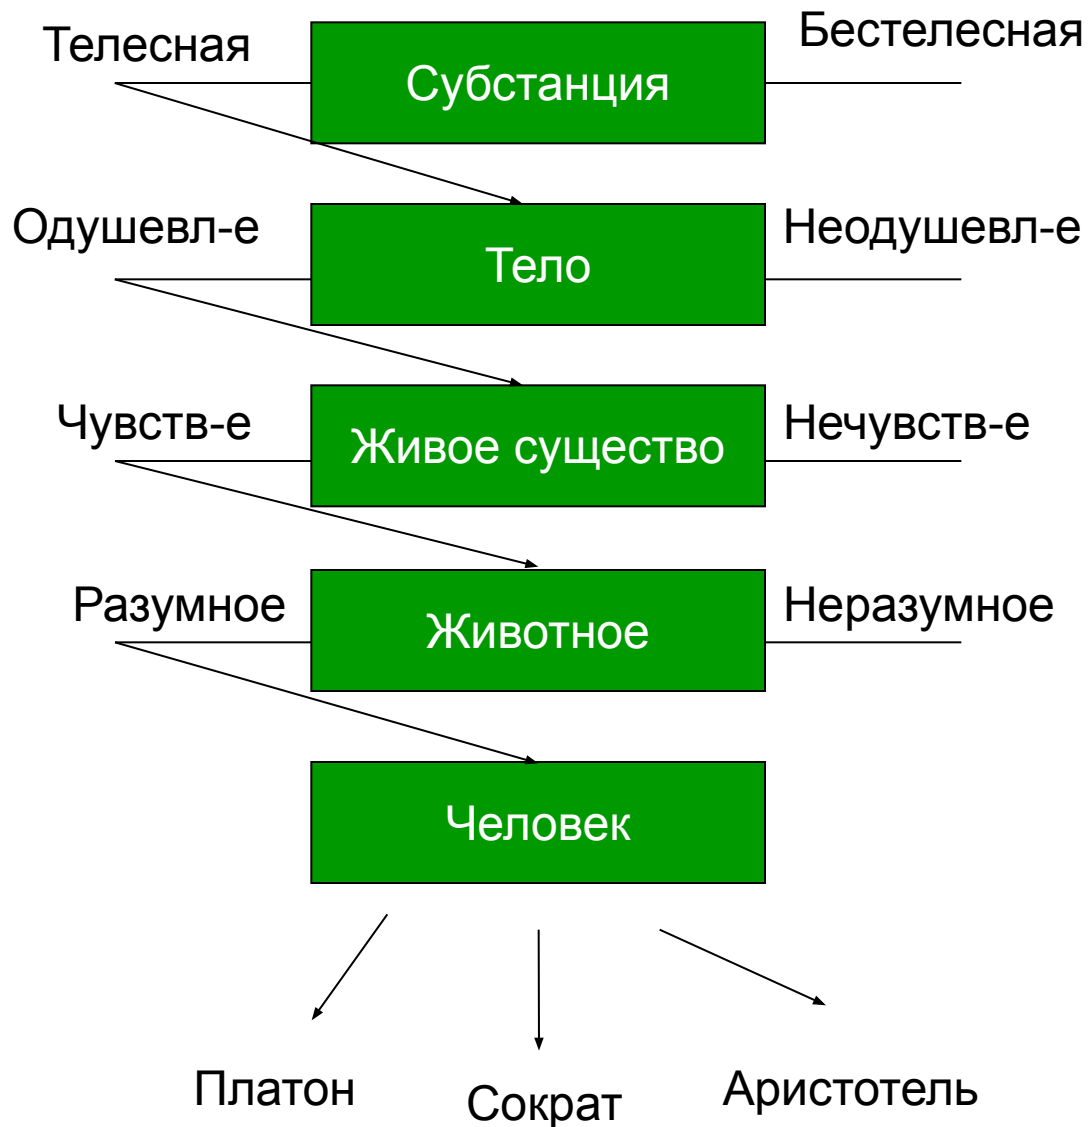 Телесная
Субстанция
Бестелесная
Одушевл-е
Тело
Неодушевл-е
Чувств-е
Живое существо
Нечувств-е
Разумное
Животное
Неразумное
Человек
Платон
Сократ
Аристотель